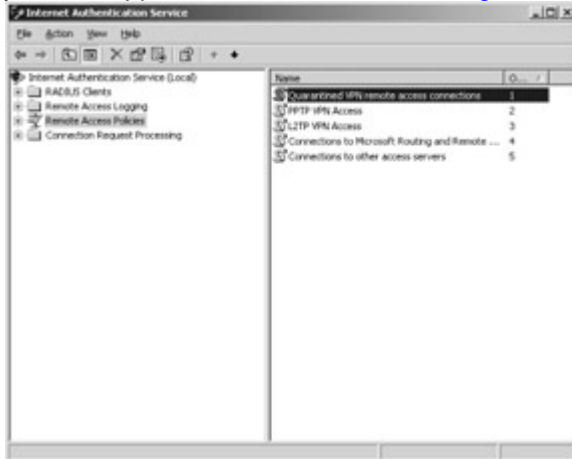 Internet Authentication Service
File Action View Help
Internet Authentication Service (Local)
RADIUS Clients
Remote Access Logging
Remote Access Policies
Connection Request Processing
Name O...
Quarantined VPN remote access connections 1
PPTP VPN Access 2
L2TP VPN Access 3
Connections to Microsoft Routing and Remote ... 4
Connections to other access servers 5